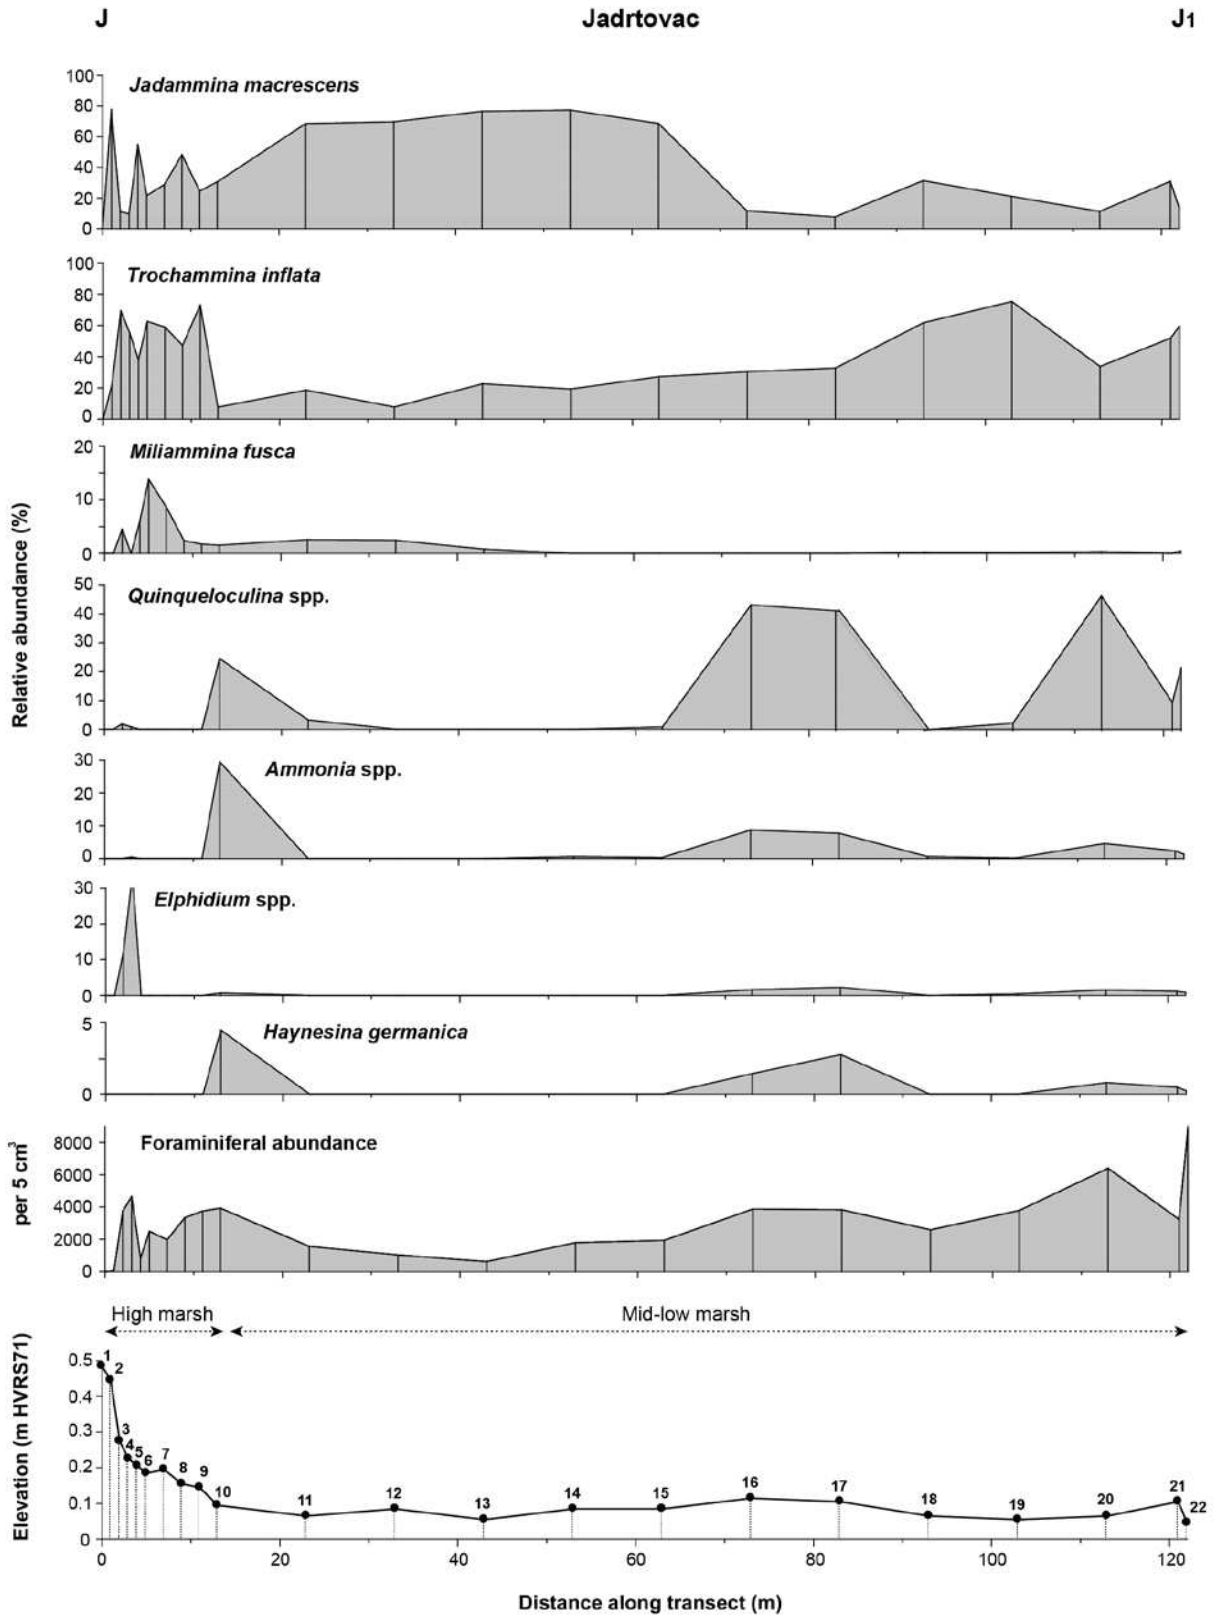 J Jadrtovac J1
Jadammina macrescens
100
80
60
40
20
0
Trochammina inflata
100
80
60
40
20
0
Miliammina fusca
20
10
0
Relative abundance (%)
Quinqueloculina spp.
50
40
30
20
10
0
Ammonia spp.
30
20
10
0
Elphidium spp.
30
20
10
0
Haynesina germanica
5
0
Foraminiferal abundance
per 5 cm³
8000
6000
4000
2000
0
High marsh Mid-low marsh
Elevation (m HVRS71)
0.5
0.4
0.3
0.2
0.1
0
1 2 3 4 5 6 7 8 9 10 11 12 13 14 15 16 17 18 19 20 21 22
0 20 40 60 80 100 120
Distance along transect (m)